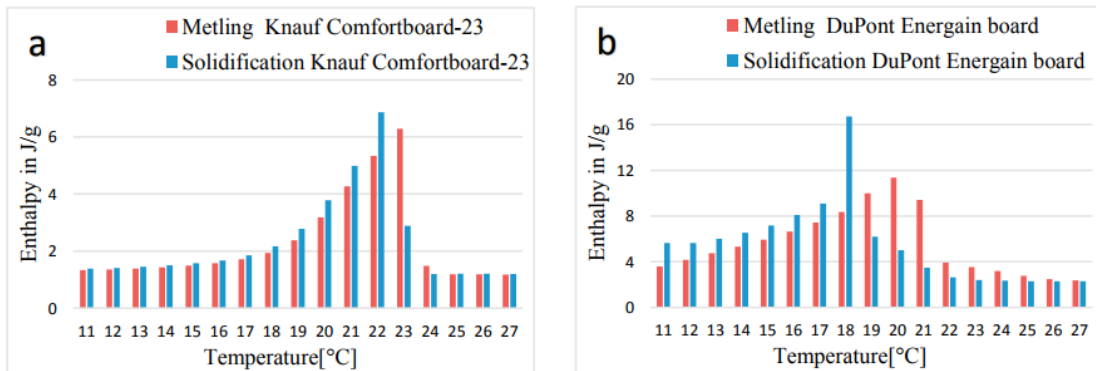 a
Metling Knauf Comfortboard-23
Solidification Knauf Comfortboard-23
8
6
4
2
0
Enthalpy in J/g
11 12 13 14 15 16 17 18 19 20 21 22 23 24 25 26 27
Temperature[°C]
b
Metling DuPont Energain board
Solidification DuPont Energain board
20
16
12
8
4
0
Enthalpy in J/g
11 12 13 14 15 16 17 18 19 20 21 22 23 24 25 26 27
Temperature[°C]